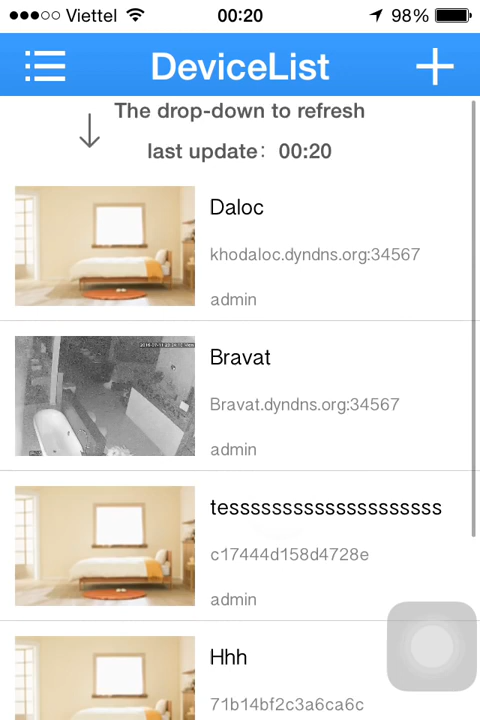 Viettel 00:20 98%
DeviceList
The drop-down to refresh
last update： 00:20
Daloc
khodaloc.dyndns.org:34567
admin
Bravat
Bravat.dyndns.org:34567
admin
tessssssssssssssssssss
c17444d158d4728e
admin
Hhh
71b14bf2c3a6ca6c